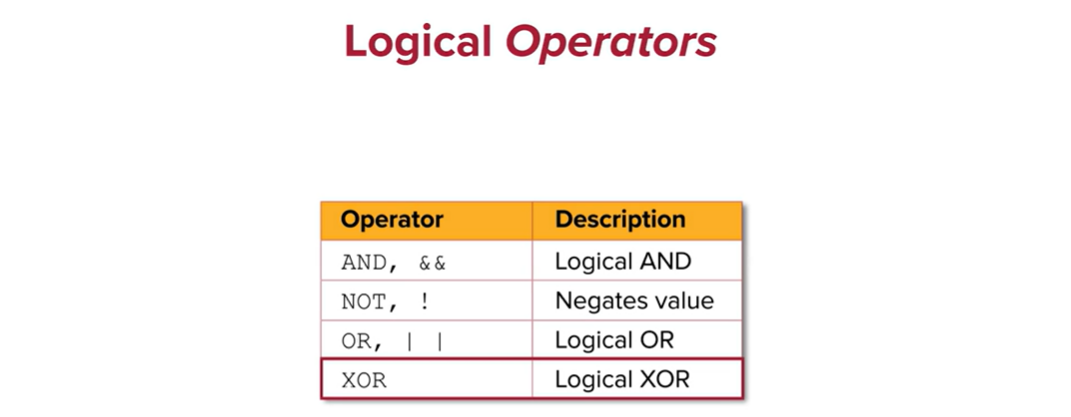 Logical Operators
Operator Description
AND, && Logical AND
NOT, ! Negates value
OR, | | Logical OR
XOR Logical XOR